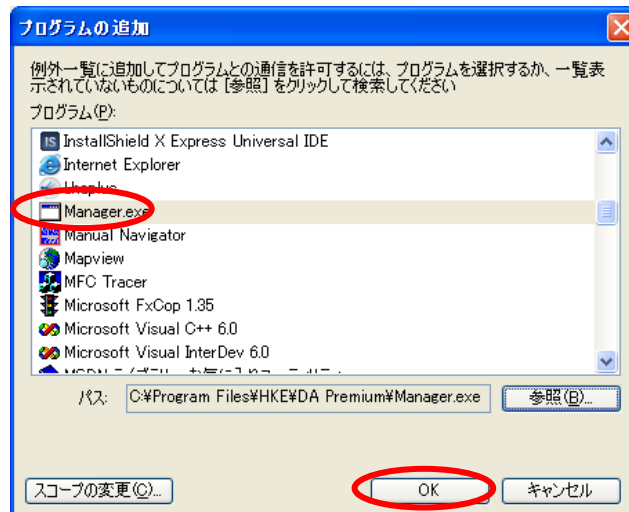 プログラムの追加
例外一覧に追加してプログラムとの通信を許可するには、プログラムを選択するか、一覧表
示されていないものについては [参照] をクリックして検索してください
プログラム(P):
InstallShield X Express Universal IDE
Internet Explorer
Lhaplus
Manager.exe
Manual Navigator
Mapview
MFC Tracer
Microsoft FxCop 1.35
Microsoft Visual C++ 6.0
Microsoft Visual InterDev 6.0
パス: C:¥Program Files¥HKE¥DA Premium¥Manager.exe 参照(B)...
スコープの変更(C)... OK キャンセル